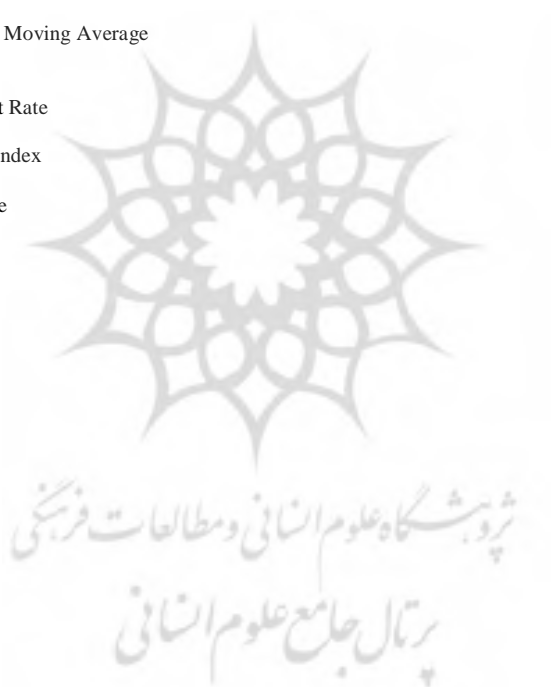 Moving Average
t Rate
ndex
e
پژوهشگاه علوم انسانی و مطالعات فرهنگی
پرتال جامع علوم انسانی